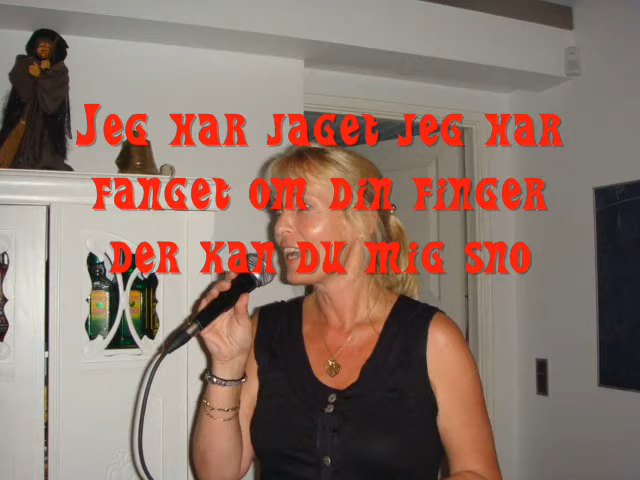 Jeg har jaget jeg har
fanget om din finger
der kan du mig sno